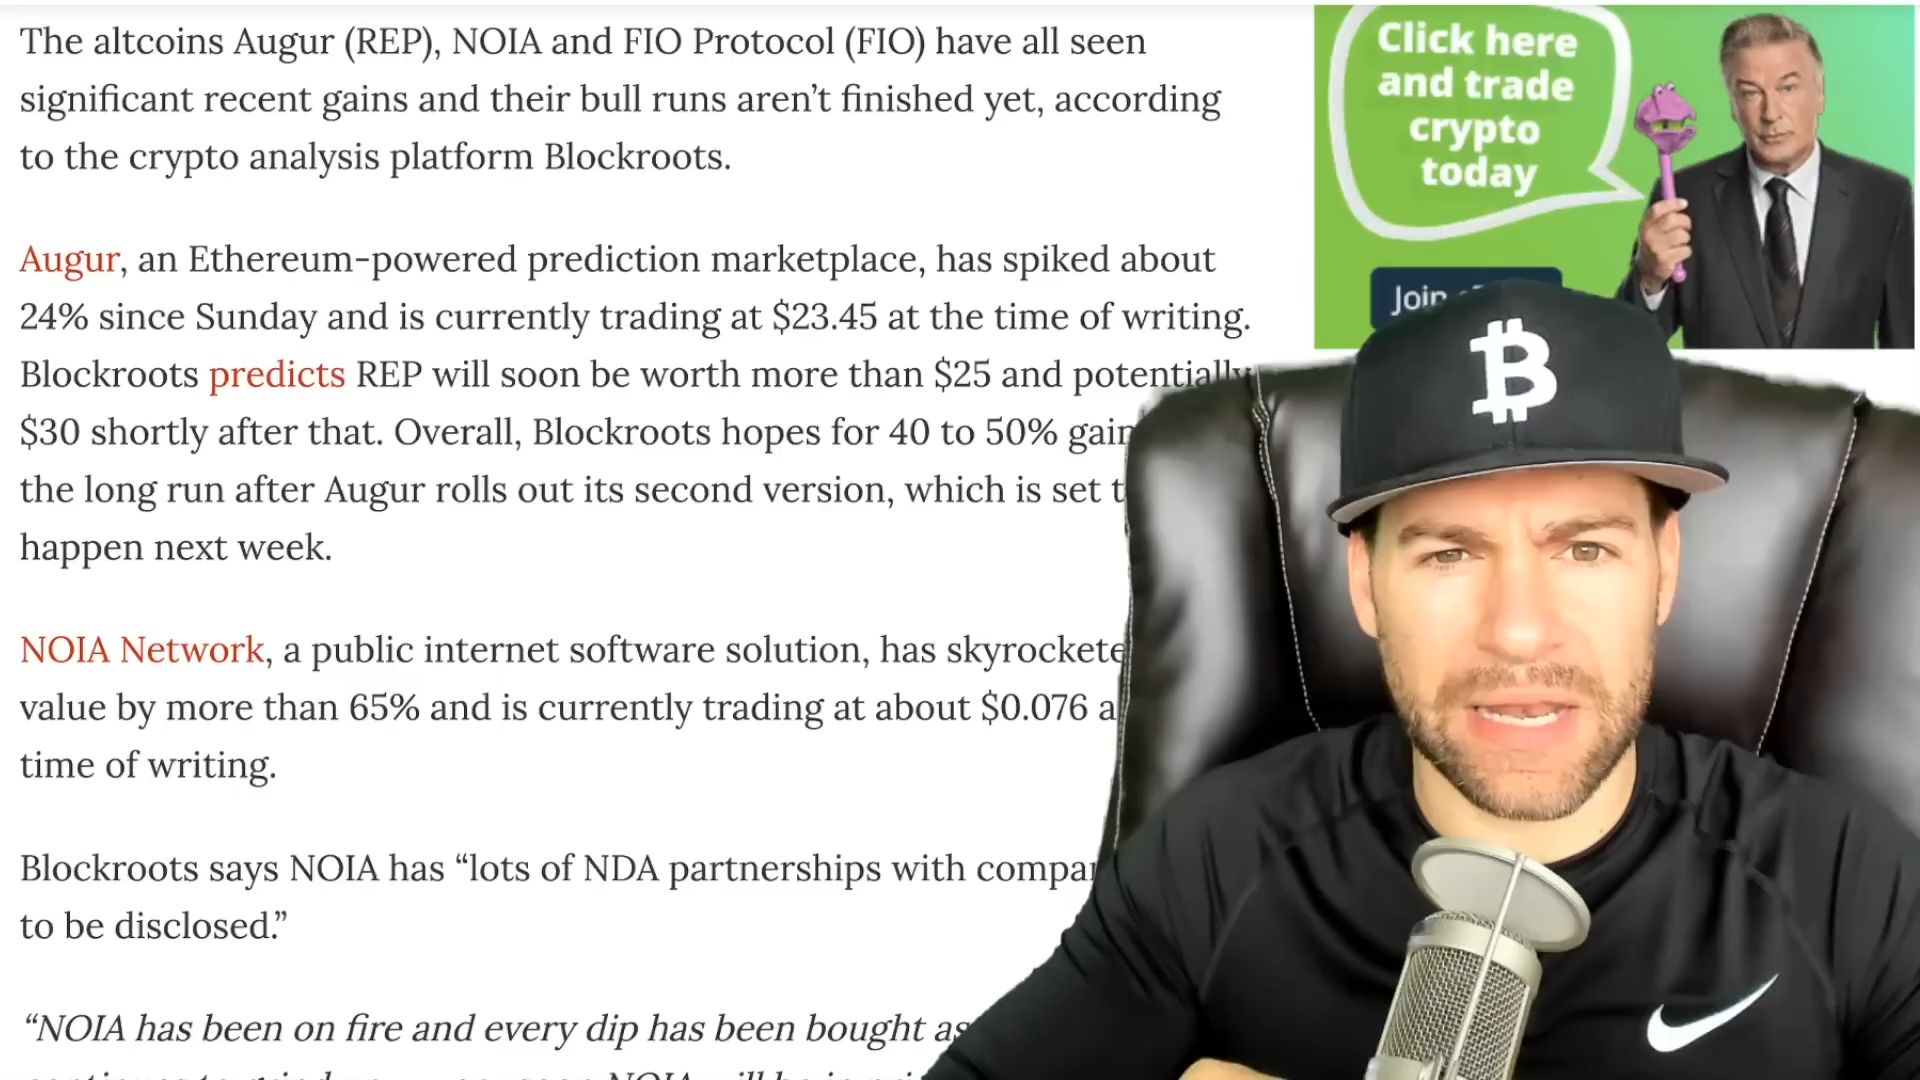 The altcoins Augur (REP), NOIA and FIO Protocol (FIO) have all seen
significant recent gains and their bull runs aren't finished yet, according
to the crypto analysis platform Blockroots.
Augur, an Ethereum-powered prediction marketplace, has spiked about
24% since Sunday and is currently trading at $23.45 at the time of writing.
Blockroots predicts REP will soon be worth more than $25 and potentially
$30 shortly after that. Overall, Blockroots hopes for 40 to 50% gain
the long run after Augur rolls out its second version, which is set t
happen next week.
NOIA Network, a public internet software solution, has skyrockete
value by more than 65% and is currently trading at about $0.076 a
time of writing.
Blockroots says NOIA has “lots of NDA partnerships with compa
to be disclosed.”
“NOIA has been on fire and every dip has been bought as
Click here
and trade
crypto
today
Join